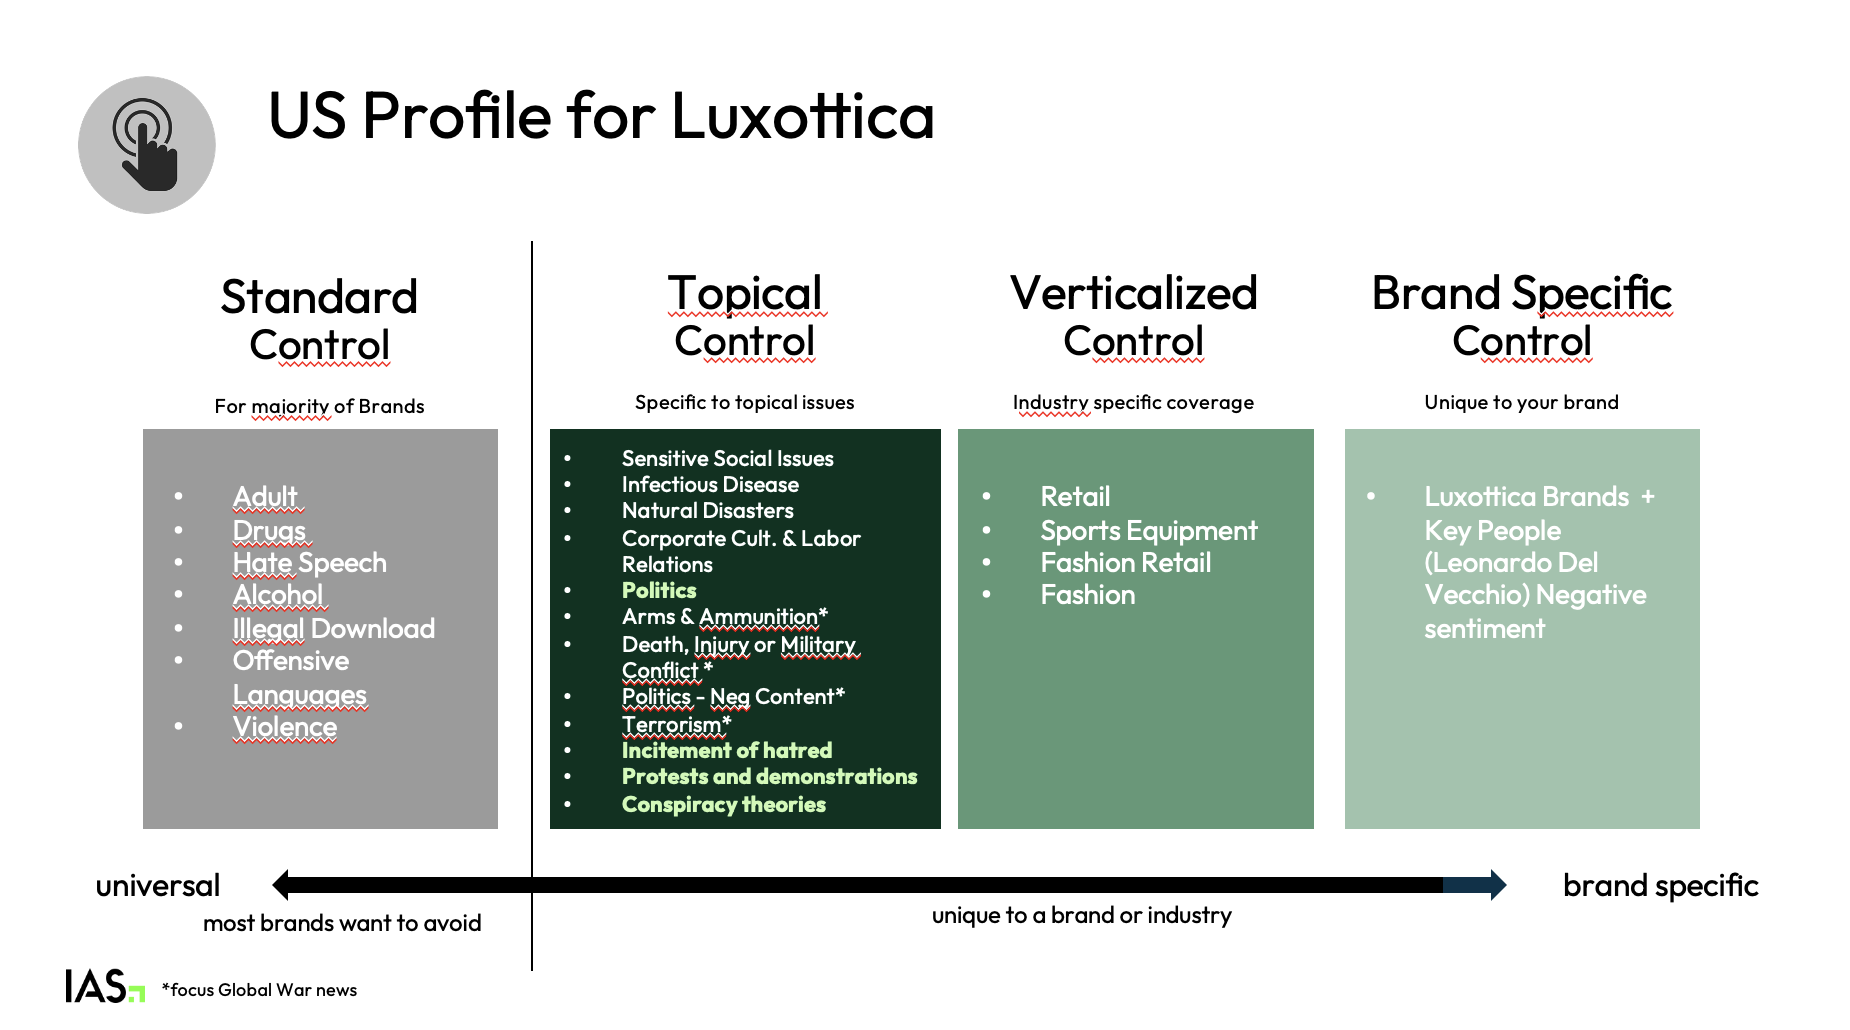 US Profile for Luxottica
Standard
Control
For majority of Brands
• Adult
• Drugs
• Hate Speech
• Alcohol
• Illegal Download
• Offensive
Languages
• Violence
Topical
Control
Specific to topical issues
• Sensitive Social Issues
• Infectious Disease
• Natural Disasters
• Corporate Cult. & Labor
Relations
• Politics
• Arms & Ammunition*
• Death, Injury or Military
Conflict *
• Politics - Neg Content*
• Terrorism*
• Incitement of hatred
• Protests and demonstrations
• Conspiracy theories
Verticalized
Control
Industry specific coverage
• Retail
• Sports Equipment
• Fashion Retail
• Fashion
Brand Specific
Control
Unique to your brand
• Luxottica Brands +
Key People
(Leonardo Del
Vecchio) Negative
sentiment
universal
most brands want to avoid
unique to a brand or industry
brand specific
IAS
*focus Global War news